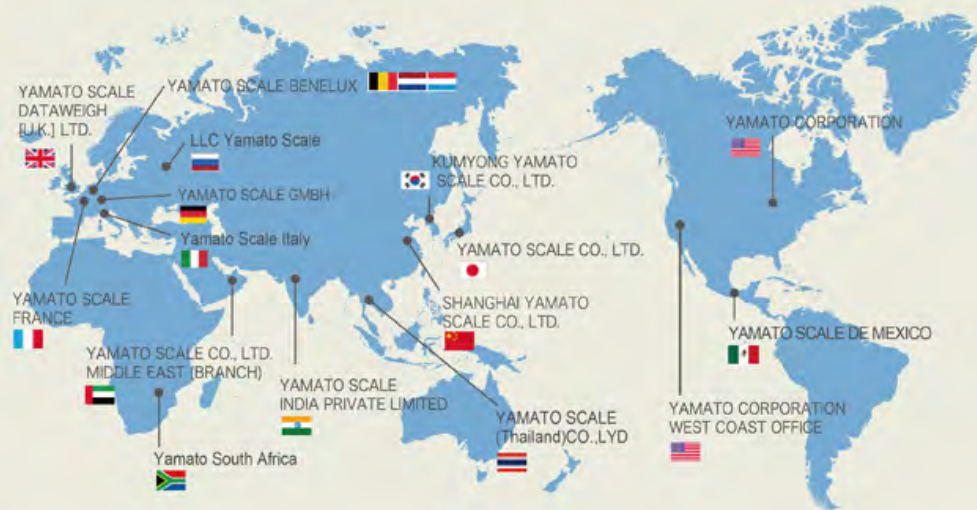 YAMATO SCALE
DATAWEIGH
[U.K.] LTD.
YAMATO SCALE BENELUX
LLC Yamato Scale
YAMATO SCALE GMBH
Yamato Scale Italy
YAMATO SCALE
FRANCE
YAMATO SCALE CO., LTD.
MIDDLE EAST (BRANCH)
Yamato South Africa
YAMATO SCALE
INDIA PRIVATE LIMITED
KUMYONG YAMATO
SCALE CO., LTD.
YAMATO SCALE CO., LTD.
SHANGHAI YAMATO
SCALE CO., LTD.
YAMATO SCALE
(Thailand)CO.,LYD
YAMATO CORPORATION
YAMATO SCALE DE MEXICO
YAMATO CORPORATION
WEST COAST OFFICE